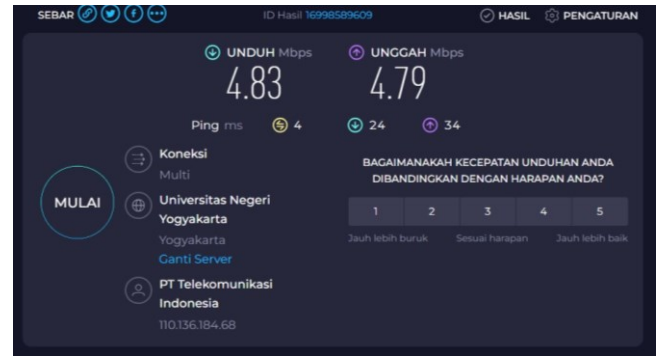 SEBAR ID Hasil 16998589609 HASIL PENGATURAN
UNDUH Mbps
4.83
UNGGAH Mbps
4.79
Ping ms 4 24 34
MULAI
Koneksi
Multi
Universitas Negeri
Yogyakarta
Yogyakarta
Ganti Server
PT Telekomunikasi
Indonesia
110.136.184.68
BAGAIMANAKAH KECEPATAN UNDUHAN ANDA
DIBANDINGKAN DENGAN HARAPAN ANDA?
1 2 3 4 5
Jauh lebih buruk Sesuai harapan Jauh lebih baik